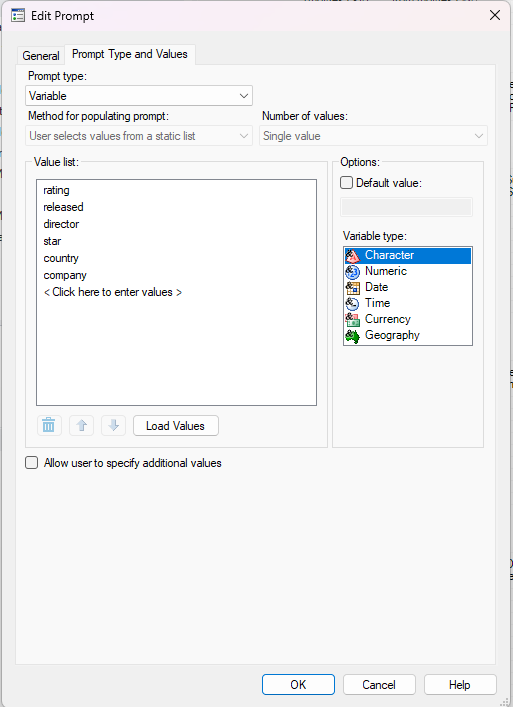 Edit Prompt
General
Prompt Type and Values
Prompt type:
Variable
Method for populating prompt:
Number of values:
User selects values from a static list
Single value
Value list:
rating
released
director
star
country
company
< Click here to enter values >
Load Values
Options:
Default value:
Variable type:
Character
Numeric
Date
Time
Currency
Geography
Allow user to specify additional values
OK
Cancel
Help